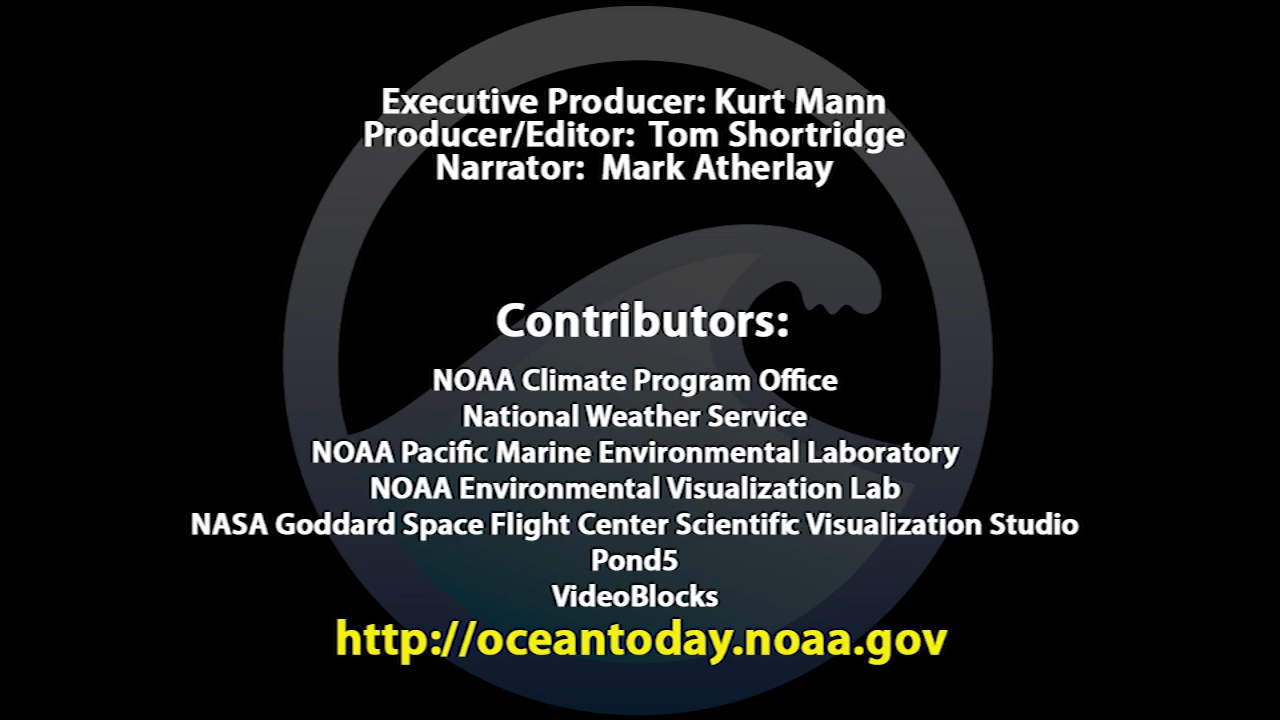 Executive Producer: Kurt Mann
Producer/Editor: Tom Shortridge
Narrator: Mark Atherlay
Contributors:
NOAA Climate Program Office
National Weather Service
NOAA Pacific Marine Environmental Laboratory
NOAA Environmental Visualization Lab
NASA Goddard Space Flight Center Scientific Visualization Studio
Pond5
VideoBlocks
http://oceantoday.noaa.gov